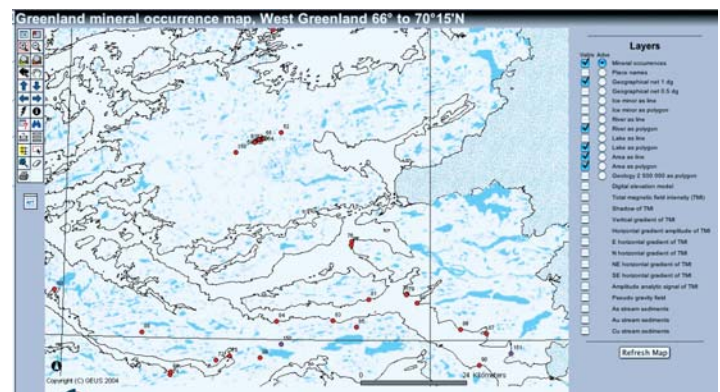 Greenland mineral occurrence map, West Greenland 66° to 70°15'N
Layers
Visible Active
Mineral occurrences
Place names
Geographical net 1 dg
Geographical net 0.5 dg
Ice minor as line
Ice minor as polygon
River as line
River as polygon
Lake as line
Lake as polygon
Area as line
Area as polygon
Geology 2 500 000 as polygon
Digital elevation model
Total magnetic field intensity (TMI)
Shadow of TMI
Vertical gradient of TMI
Horizontal gradient amplitude of TMI
E horizontal gradient of TMI
N horizontal gradient of TMI
NE horizontal gradient of TMI
SE horizontal gradient of TMI
Amplitude analytic signal of TMI
Pseudo gravity field
As stream sediments
Au stream sediments
Cu stream sediments
Refresh Map
0 24 Kilometers
Copyright (C) GEUS 2004